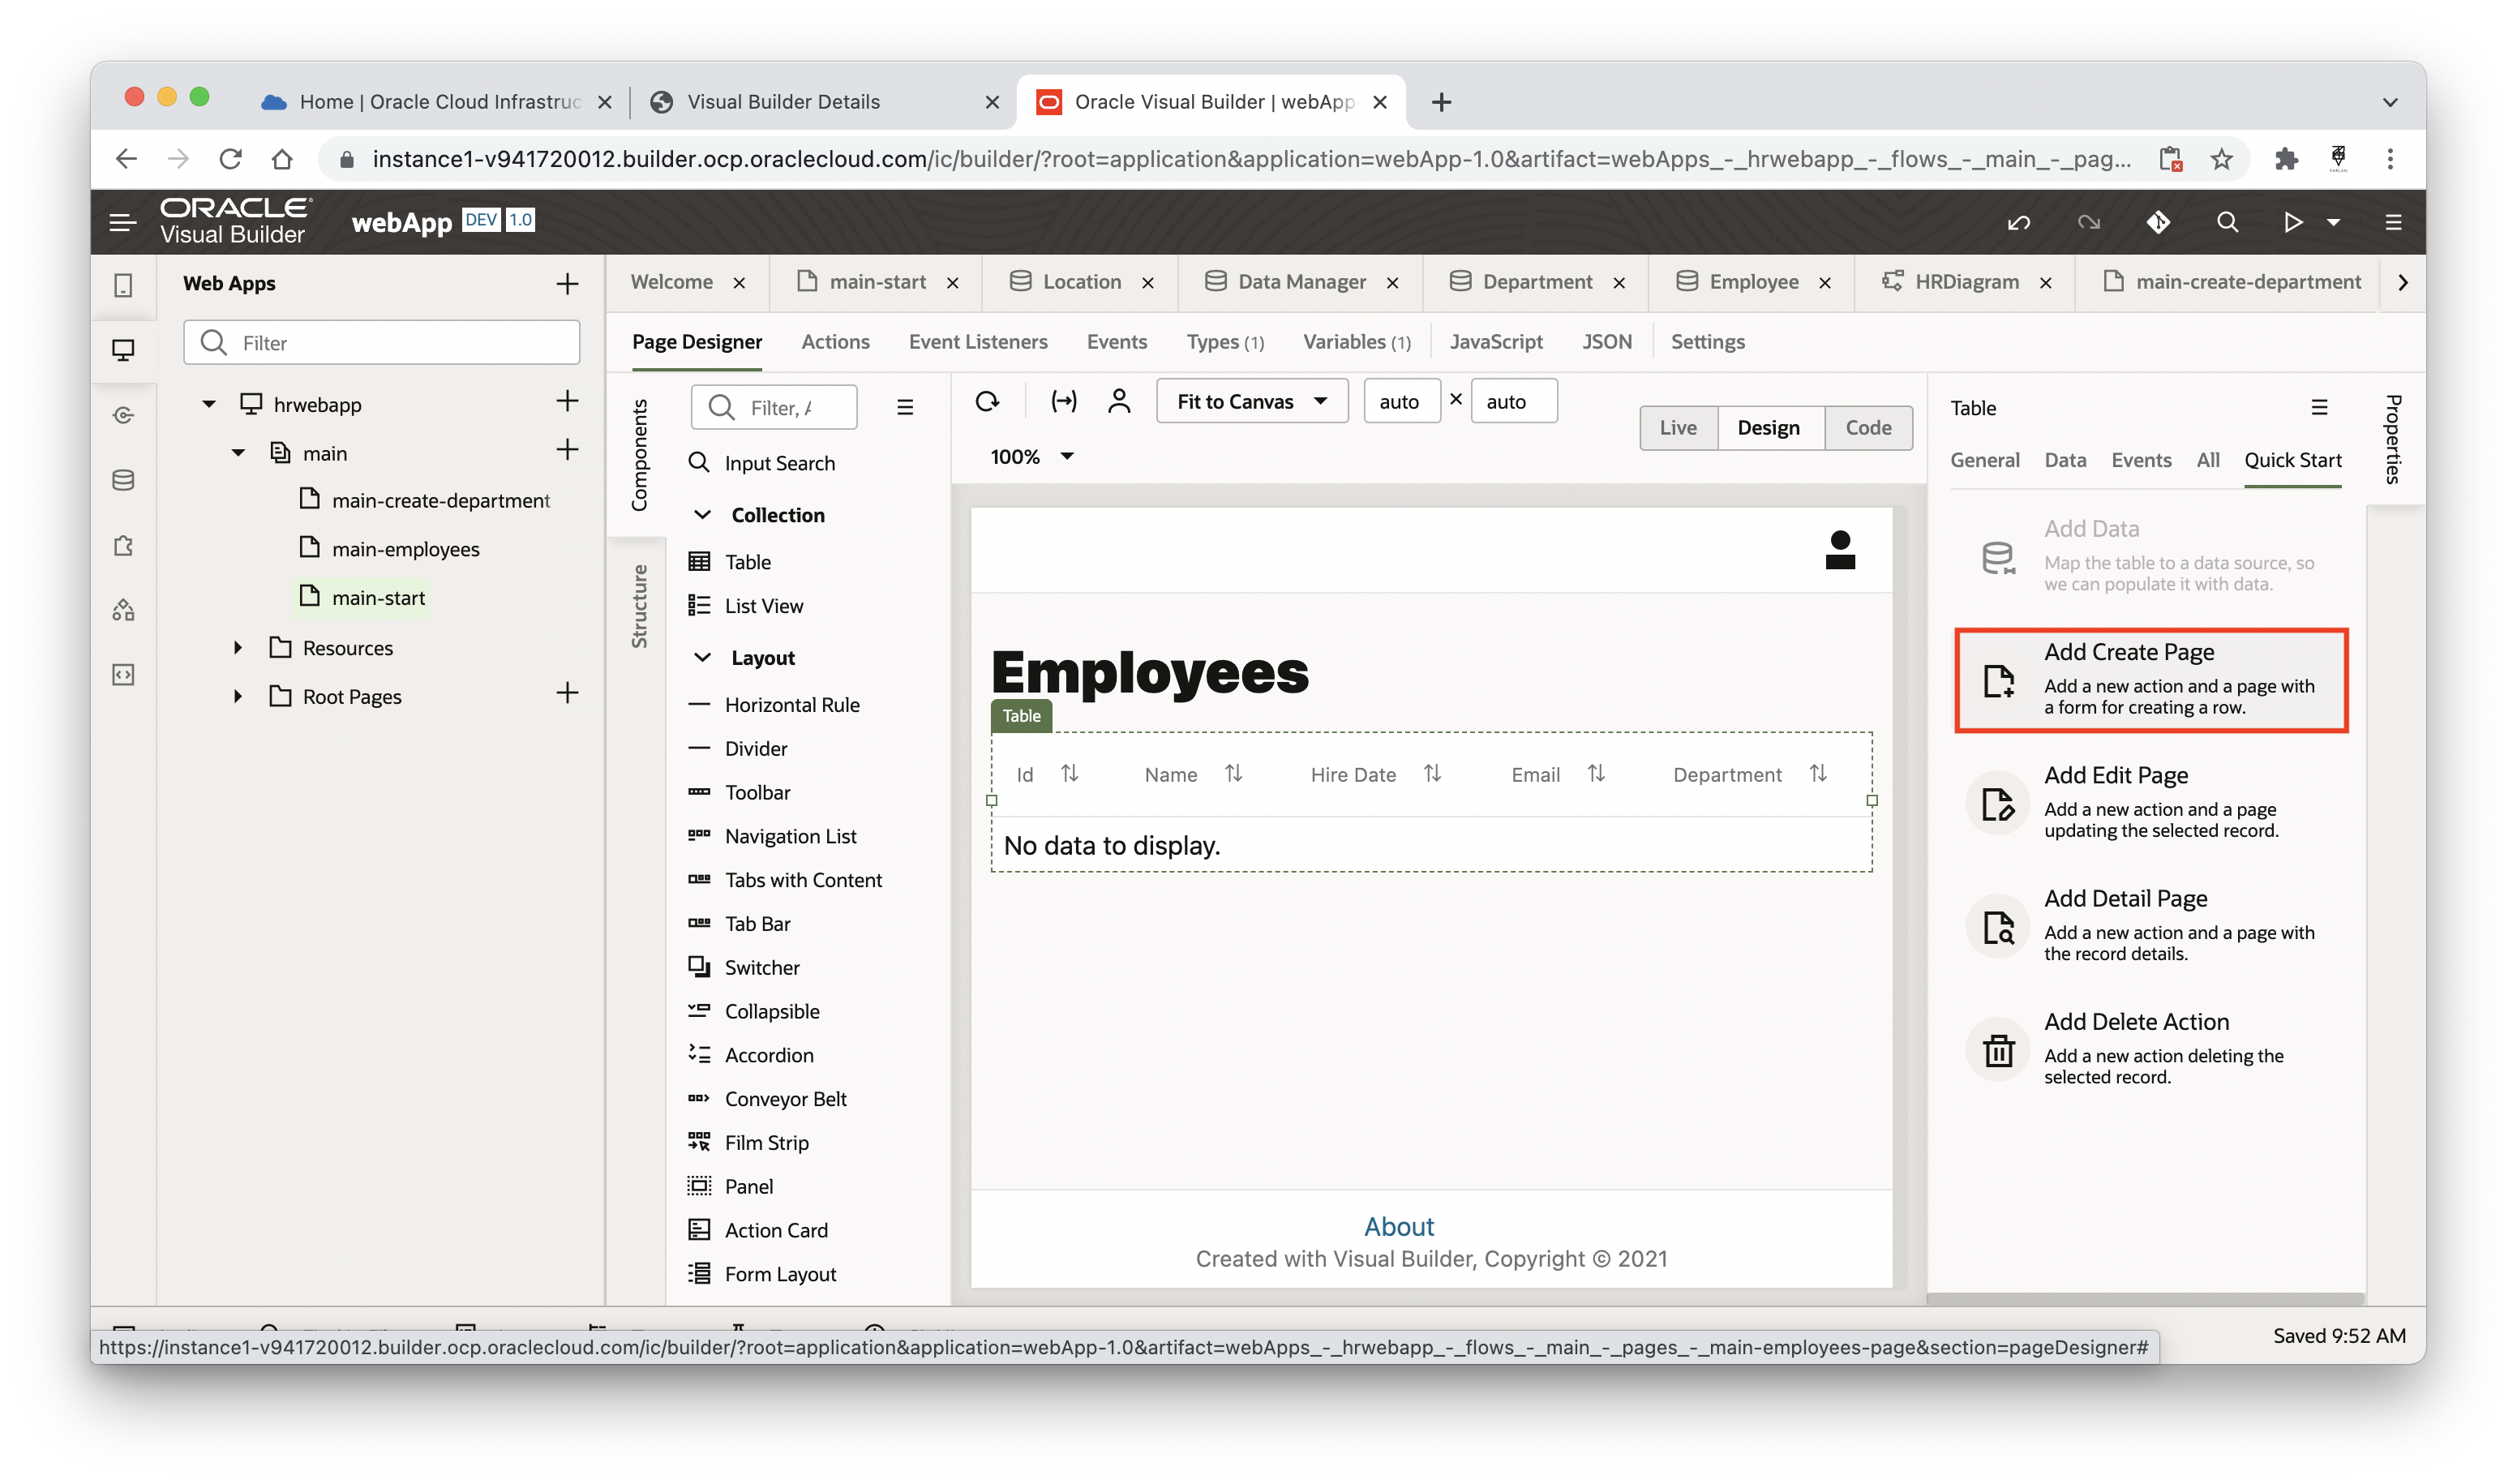 Home | Oracle Cloud Infrastruc
Visual Builder Details
Oracle Visual Builder | webApp
instance1-v941720012.builder.ocp.oraclecloud.com/ic/builder/?root=application&application=webApp-1.0&artifact=webApps_-_hrwebapp_-_flows_-_main_-_pag...
ORACLE
Visual Builder
webApp DEV 1.0
Web Apps
Filter
hrwebapp
main
main-create-department
main-employees
main-start
Resources
Root Pages
Welcome
main-start
Location
Data Manager
Department
Employee
HRDiagram
main-create-department
Page Designer
Actions
Event Listeners
Events
Types (1)
Variables (1)
JavaScript
JSON
Settings
Components
Structure
Filter, A
Input Search
Collection
Table
List View
Layout
Horizontal Rule
Divider
Toolbar
Navigation List
Tabs with Content
Tab Bar
Switcher
Collapsible
Accordion
Conveyor Belt
Film Strip
Panel
Action Card
Form Layout
Fit to Canvas
auto × auto
100%
Live
Design
Code
Employees
Table
Id
Name
Hire Date
Email
Department
No data to display.
About
Created with Visual Builder, Copyright © 2021
Table
Properties
General
Data
Events
All
Quick Start
Add Data
Map the table to a data source, so
we can populate it with data.
Add Create Page
Add a new action and a page with
a form for creating a row.
Add Edit Page
Add a new action and a page
updating the selected record.
Add Detail Page
Add a new action and a page with
the record details.
Add Delete Action
Add a new action deleting the
selected record.
https://instance1-v941720012.builder.ocp.oraclecloud.com/ic/builder/?root=application&application=webApp-1.0&artifact=webApps_-_hrwebapp_-_flows_-_main_-_pages_-_main-employees-page&section=pageDesigner#
Saved 9:52 AM